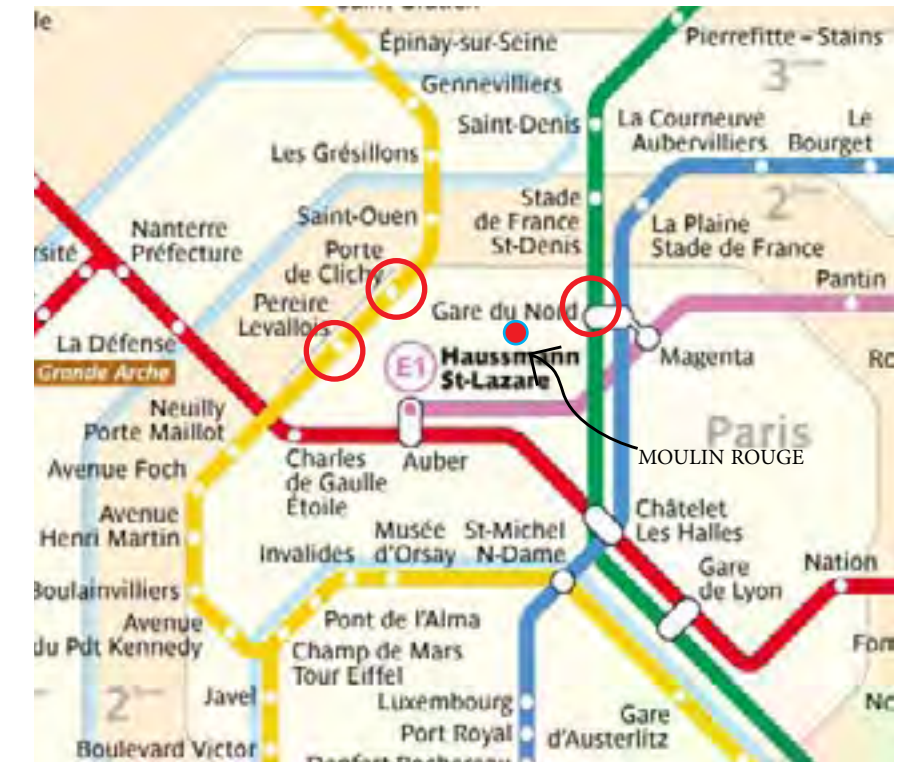 le
Épinay-sur-Seine
Pierrefitte – Stains
3
Gennevilliers
Saint-Denis
La Courneuve
Aubervilliers
Le
Bourget
Les Grésillons
Stade
de France
St-Denis
2
Saint-Ouen
La Plaine
Stade de France
Nanterre
Préfecture
rsité
Porte
de Clichy
Pantin
Pereire
Levallois
Gare du Nord
La Défense
Grande Arche
E1
Haussmann
St-Lazare
Magenta
Neuilly
Porte Maillot
Paris
MOULIN ROUGE
Avenue Foch
Charles
de Gaulle
Étoile
Auber
Avenue
Henri Martin
Châtelet
Les Halles
Invalides
Musée
d'Orsay
St-Michel
N-Dame
Gare
de Lyon
Nation
Boulainvilliers
Avenue
du Pdt Kennedy
Pont de l'Alma
Champ de Mars
Tour Eiffel
2
Javel
Luxembourg
Port Royal
Gare
d'Austerlitz
Boulevard Victor